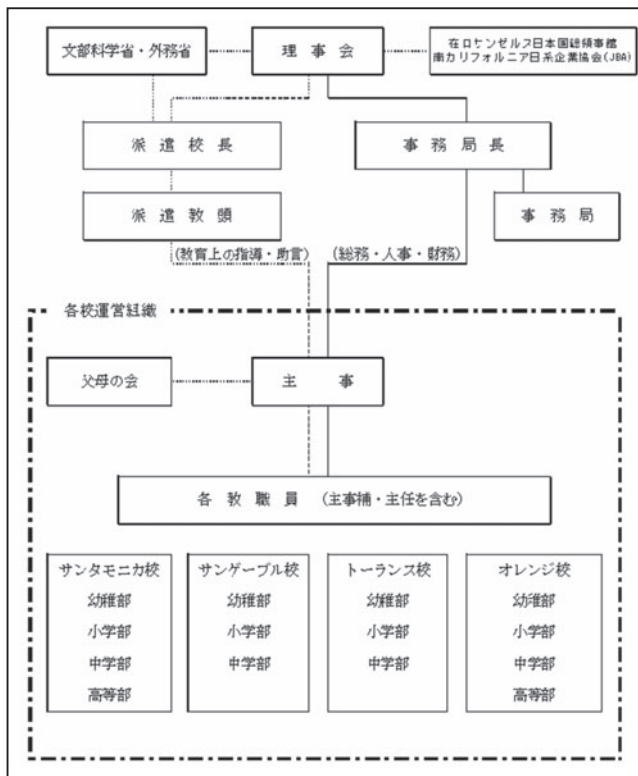 文部科学省・外務省
理事会
在ロサンゼルス日本国総領事館
南カリフォルニア日系企業協会(JBA)
派遣校長
事務局長
派遣教頭
事務局
(教育上の指導・助言)
(総務・人事・財務)
各校運営組織
父母の会
主事
各教職員 (主事補・主任を含む)
サンタモニカ校
幼稚部
小学部
中学部
高等部
サンゲーブル校
幼稚部
小学部
中学部
トーランス校
幼稚部
小学部
中学部
オレンジ校
幼稚部
小学部
中学部
高等部